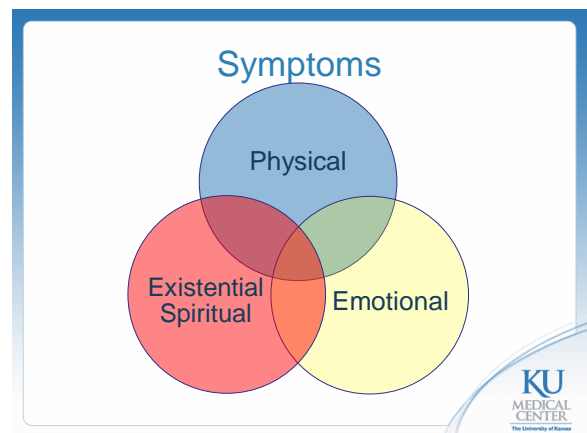 Symptoms
Physical
Existential
Spiritual
Emotional
KU
MEDICAL
CENTER
The University of Kansas